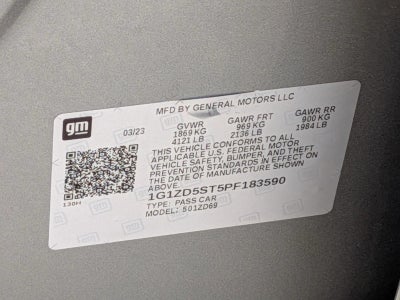 gm
MFD BY GENERAL MOTORS LLC
03/23
GVWR GAWR FRT GAWR RR
1869 KG 969 KG 900 KG
4121 LB 2136 LB 1984 LB
THIS VEHICLE CONFORMS TO ALL
APPLICABLE U.S. FEDERAL MOTOR
VEHICLE SAFETY, BUMPER, AND THEFT
PREVENTION STANDARDS IN EFFECT ON
THE DATE OF MANUFACTURE SHOWN
ABOVE.
1G1ZD5ST5PF183590
130H
TYPE: PASS CAR
MODEL: 501ZD69